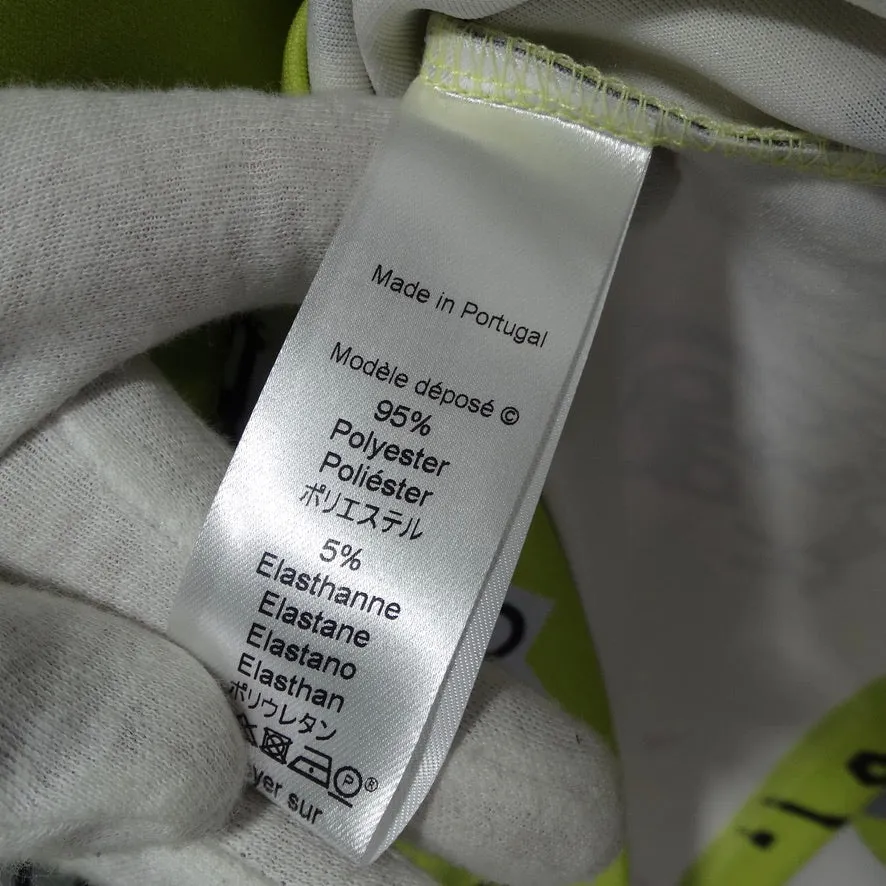 Made in Portugal
Modèle déposé ©
95%
Polyester
Poliéster
ポリエステル
5%
Elasthanne
Elastane
Elastano
Elasthan
ポリウレタン
P ®
sur